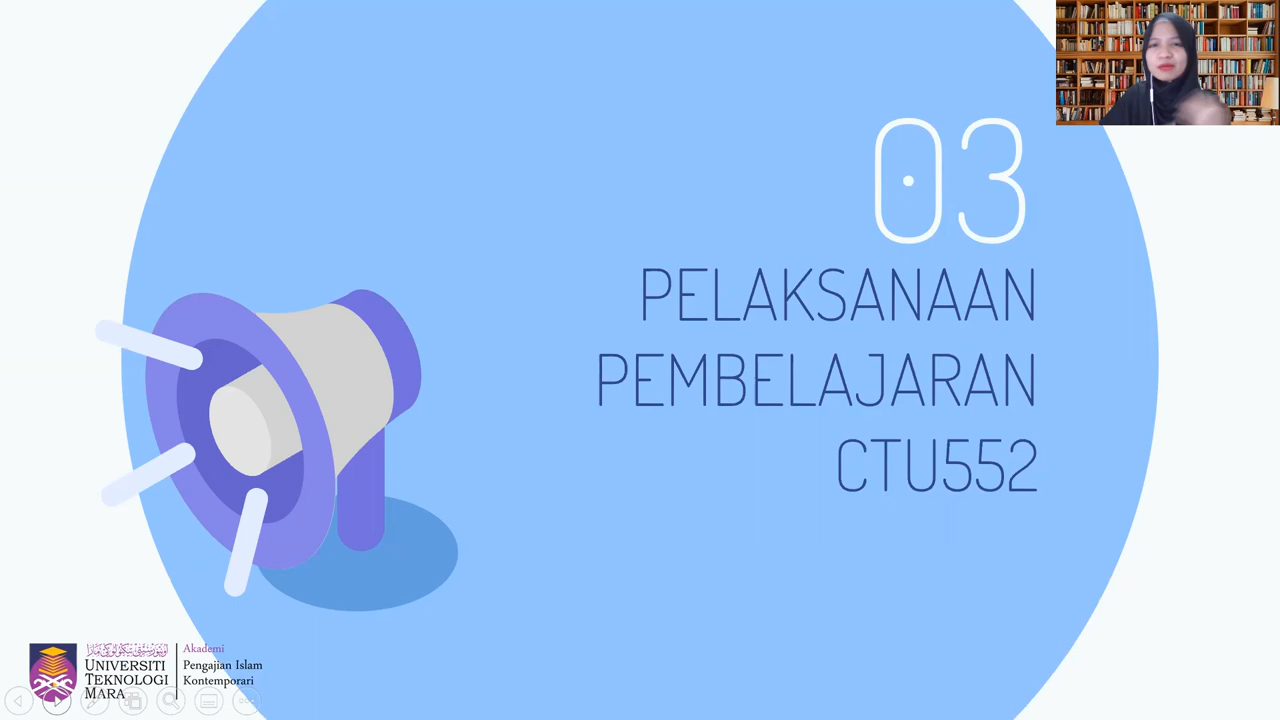 03
PELAKSANAAN
PEMBELAJARAN
CTU552
UNIVERSITI
TEKNOLOGI
MARA
Akademi
Pengajian Islam
Kontemporari